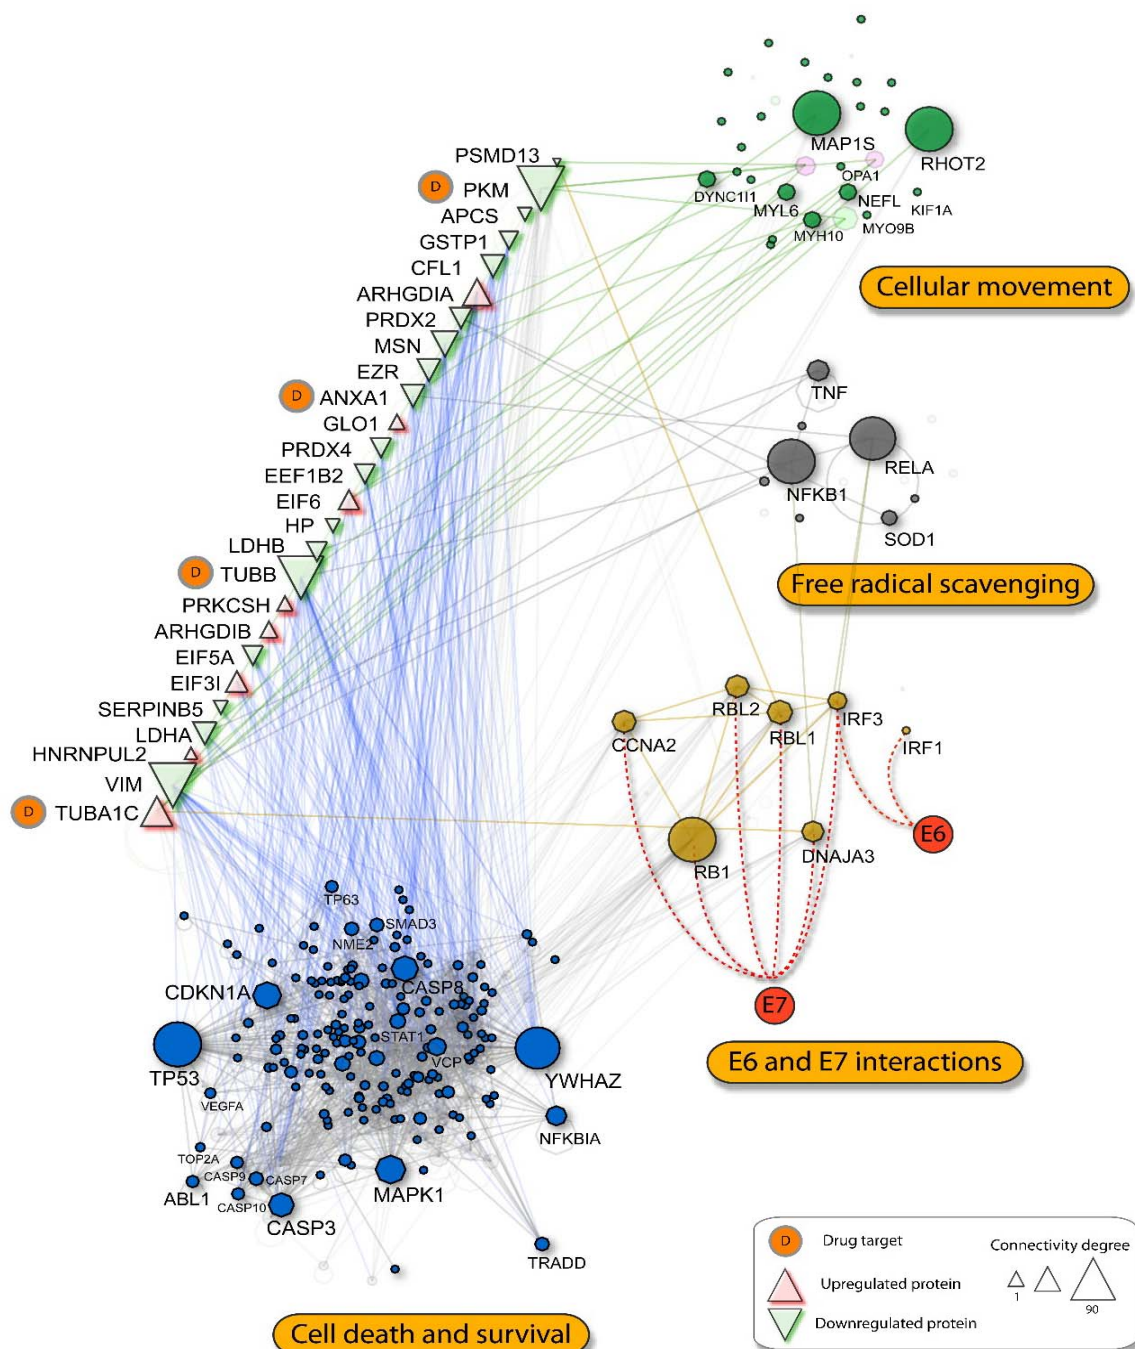 MAP1S
RHOT2
OPA1
DYNC1I1
MYL6
NEFL
KIF1A
MYH10
MYO9B
Cellular movement
PSMD13
D
PKM
APCS
GSTP1
CFL1
ARHGDIA
PRDX2
MSN
EZR
D
ANXA1
GLO1
PRDX4
EEF1B2
EIF6
HP
LDHB
D
TUBB
PRKCSH
ARHGDIB
EIF5A
EIF3I
SERPINB5
LDHA
HNRNPUL2
VIM
D
TUBA1C
TNF
RELA
NFKB1
SOD1
Free radical scavenging
RBL2
RBL1
IRF3
CCNA2
IRF1
E6
RB1
DNAJA3
E7
E6 and E7 interactions
TP63
SMAD3
NME2
CASP8
CDKN1A
STAT1
VCP
TP53
YWHAZ
VEGFA
NFKBIA
TOP2A
CASP9
CASP7
ABL1
CASP10
MAPK1
CASP3
TRADD
Cell death and survival
D
Drug target
Upregulated protein
Downregulated protein
Connectivity degree
1
90